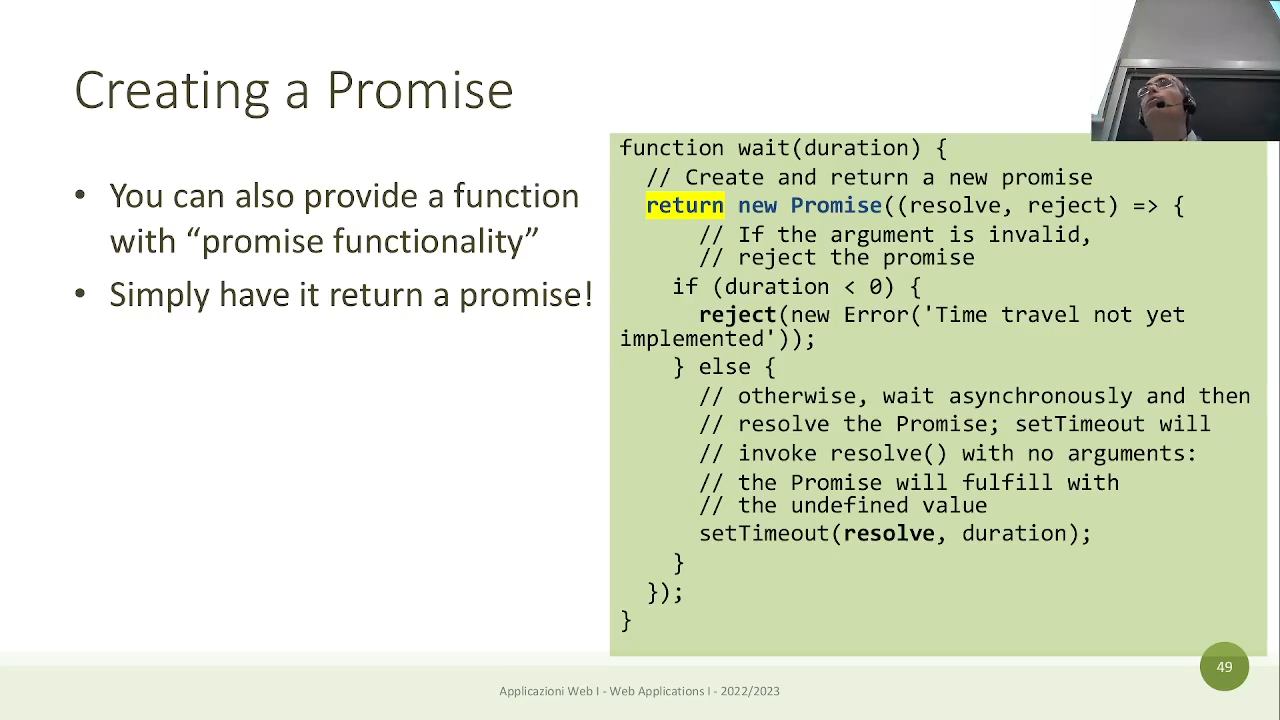 Creating a Promise
• You can also provide a function
with “promise functionality”
• Simply have it return a promise!
function wait(duration) {
// Create and return a new promise
return new Promise((resolve, reject) => {
// If the argument is invalid,
// reject the promise
if (duration < 0) {
reject(new Error('Time travel not yet
implemented'));
} else {
// otherwise, wait asynchronously and then
// resolve the Promise; setTimeout will
// invoke resolve() with no arguments:
// the Promise will fulfill with
// the undefined value
setTimeout(resolve, duration);
}
});
}
49
Applicazioni Web I - Web Applications I - 2022/2023